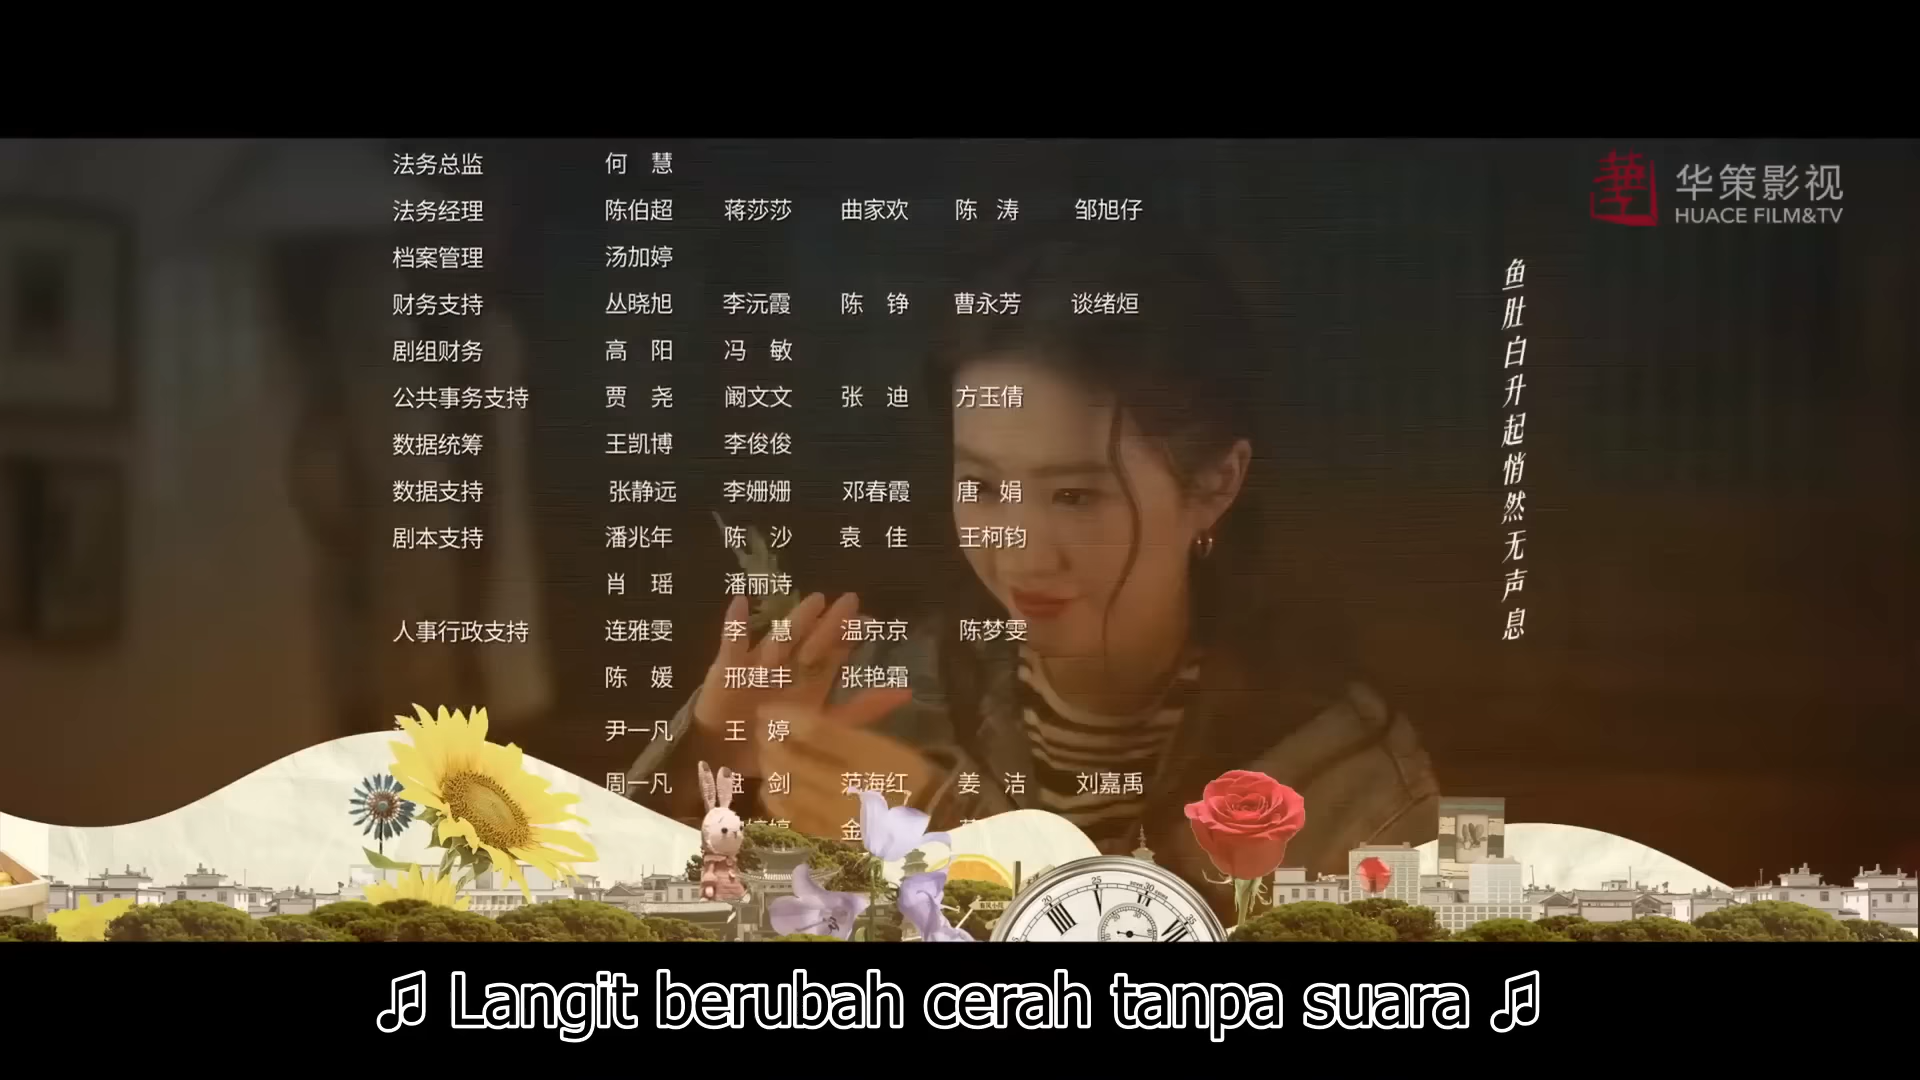 法务总监 何 慧
法务经理 陈伯超 蒋莎莎 曲家欢 陈 涛 邹旭仔
档案管理 汤加婷
财务支持 丛晓旭 李沅霞 陈 铮 曹永芳 谈绪烜
剧组财务 高 阳 冯 敏
公共事务支持 贾 尧 阚文文 张 迪 方玉倩
数据统筹 王凯博 李俊俊
数据支持 张静远 李姗姗 邓春霞 唐 娟
剧本支持 潘兆年 陈 沙 袁 佳 王柯钧
肖 瑶 潘丽诗
人事行政支持 连雅雯 李 慧 温京京 陈梦雯
陈 媛 邢建丰 张艳霜
尹一凡 王 婷
周一凡 盘 剑 范海红 姜 洁 刘嘉禹
金
华策影视
HUACE FILM&TV
鱼肚白升起悄然无声息
♫ Langit berubah cerah tanpa suara ♫